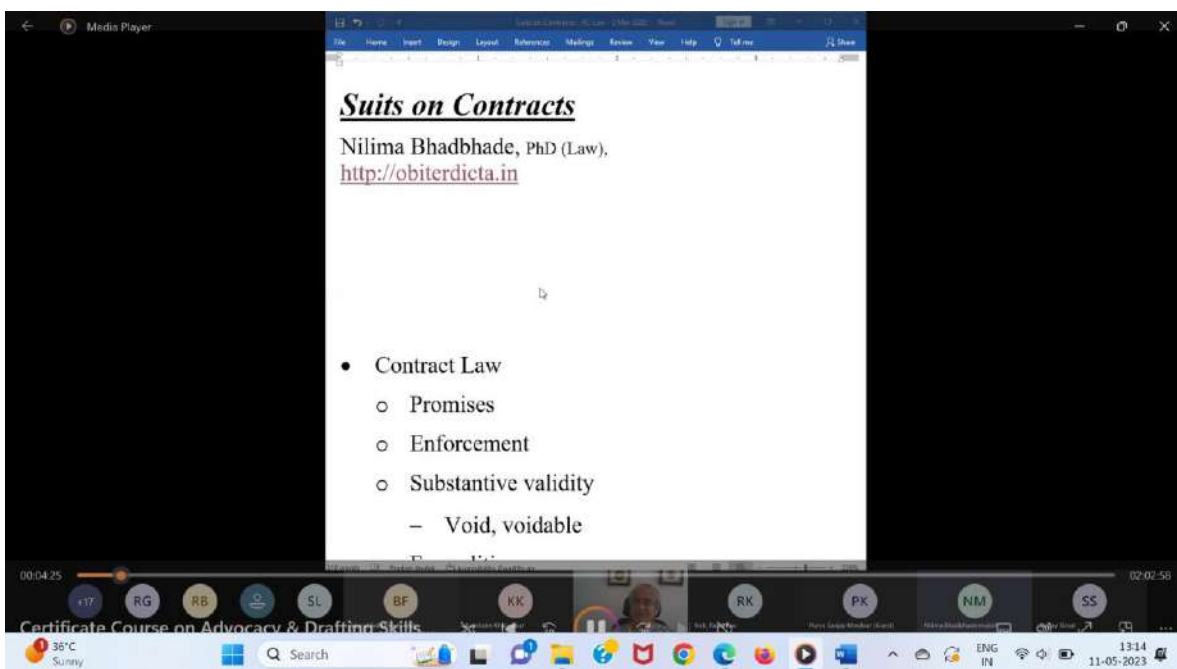 Media Player
File Home Insert Design Layout References Mailings Review View Help Tell me Share
Suits on Contracts
Nilima Bhadbhade, PhD (Law),
http://obiterdicta.in
• Contract Law
o Promises
o Enforcement
o Substantive validity
– Void, voidable
00:04:25
02:02:58
+17 RG RB SL BF KK RK PK NM SS
Certificate Course on Advocacy & Drafting Skills
36°C
Sunny
Search
ENG
IN
13:14
11-05-2023